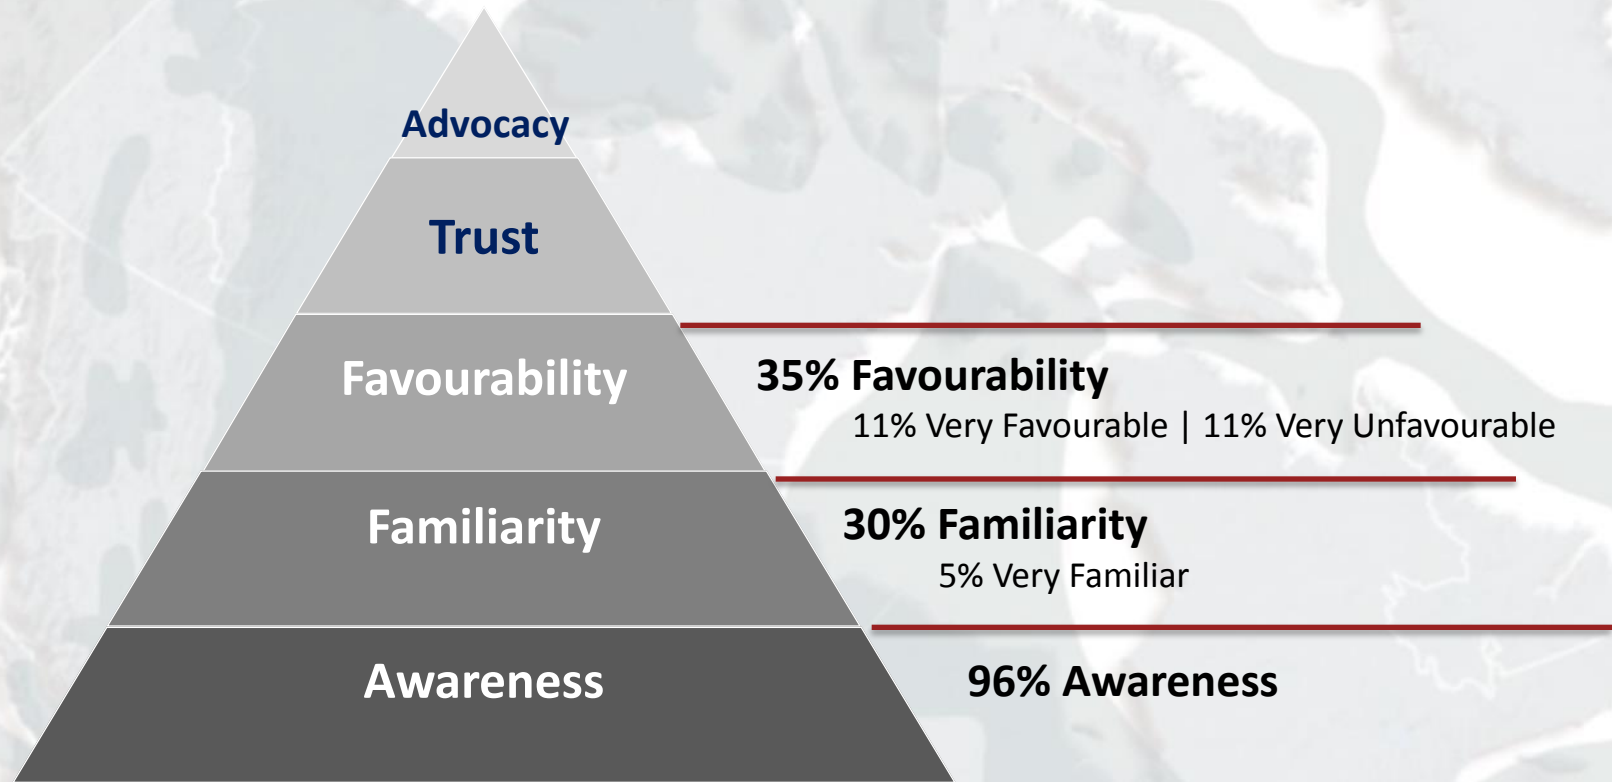 Advocacy
Trust
Favourability
35% Favourability
11% Very Favourable | 11% Very Unfavourable
Familiarity
30% Familiarity
5% Very Familiar
Awareness
96% Awareness